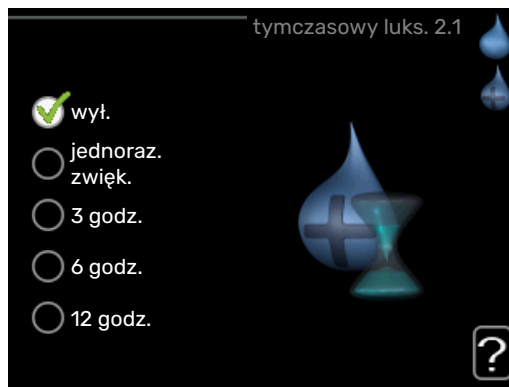 tymczasowy luks. 2.1
wył.
jednoraz.
zwięk.
3 godz.
6 godz.
12 godz.
?